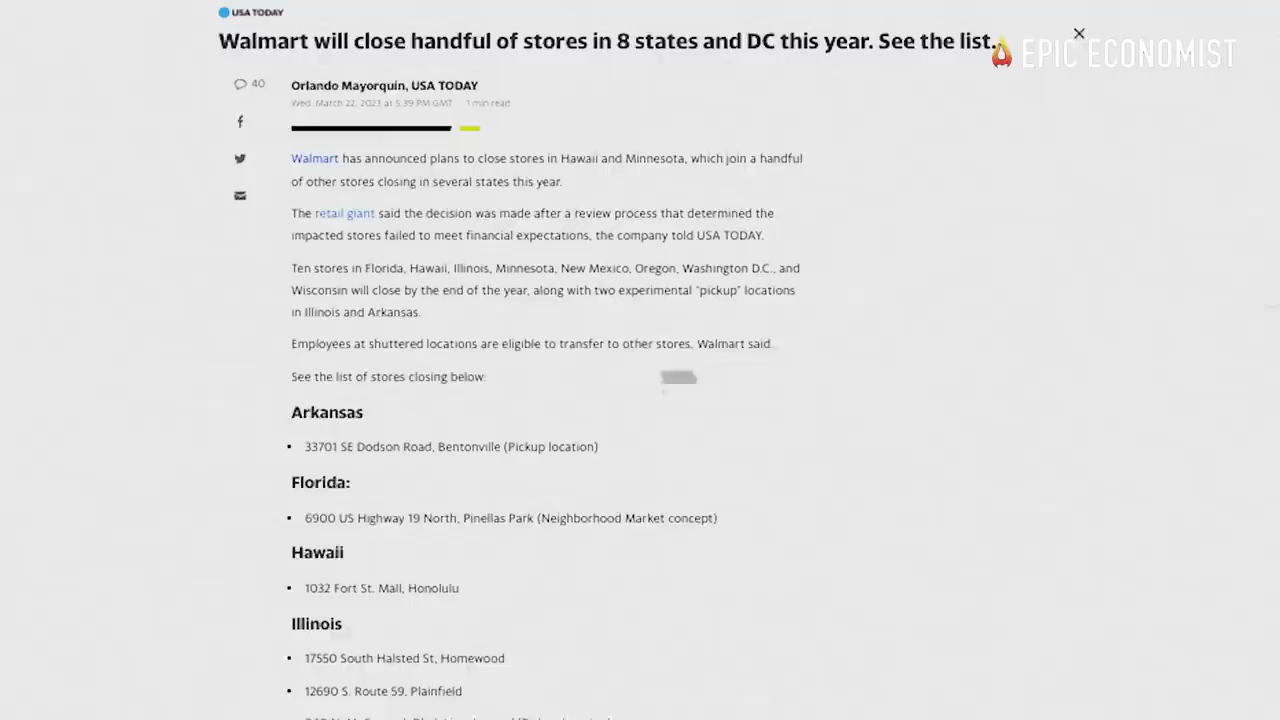 USA TODAY
Walmart will close handful of stores in 8 states and DC this year. See the list.
EPIC ECONOMIST
40
Orlando Mayorquín, USA TODAY
Wed, March 22, 2023 at 5:39 PM GMT 1 min read
Walmart has announced plans to close stores in Hawaii and Minnesota, which join a handful
of other stores closing in several states this year.
The retail giant said the decision was made after a review process that determined the
impacted stores failed to meet financial expectations, the company told USA TODAY.
Ten stores in Florida, Hawaii, Illinois, Minnesota, New Mexico, Oregon, Washington D.C., and
Wisconsin will close by the end of the year, along with two experimental “pickup” locations
in Illinois and Arkansas.
Employees at shuttered locations are eligible to transfer to other stores, Walmart said.
See the list of stores closing below:
Arkansas
• 33701 SE Dodson Road, Bentonville (Pickup location)
Florida:
• 6900 US Highway 19 North, Pinellas Park (Neighborhood Market concept)
Hawaii
• 1032 Fort St. Mall, Honolulu
Illinois
• 17550 South Halsted St, Homewood
• 12690 S. Route 59, Plainfield